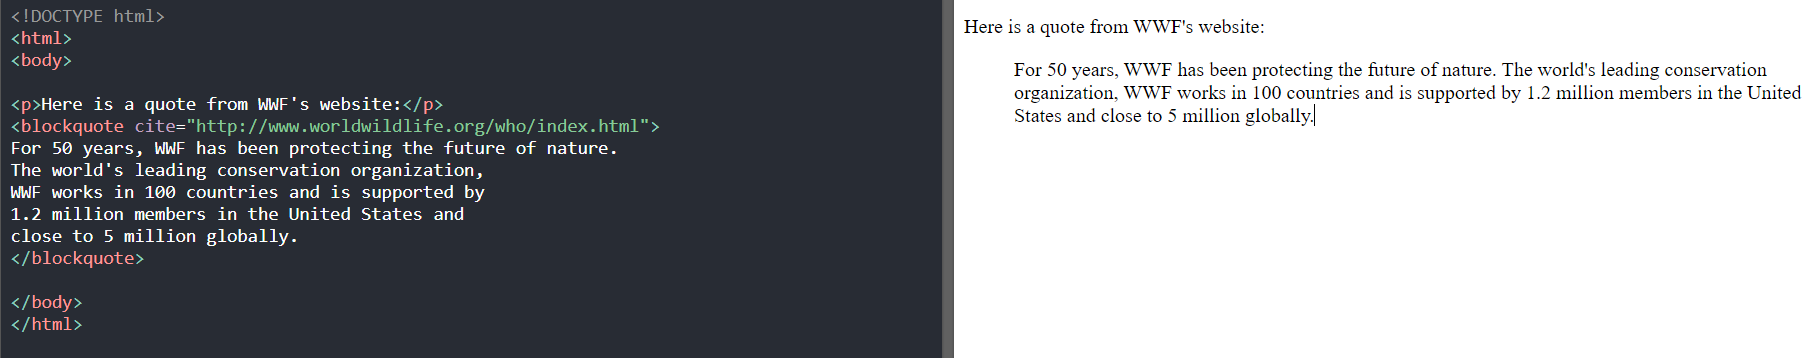 <!DOCTYPE html>
<html>
<body>
<p>Here is a quote from WWF's website:</p>
<blockquote cite="http://www.worldwildlife.org/who/index.html">
For 50 years, WWF has been protecting the future of nature.
The world's leading conservation organization,
WWF works in 100 countries and is supported by
1.2 million members in the United States and
close to 5 million globally.
</blockquote>
</body>
</html>
Here is a quote from WWF's website:
For 50 years, WWF has been protecting the future of nature. The world's leading conservation
organization, WWF works in 100 countries and is supported by 1.2 million members in the United
States and close to 5 million globally.